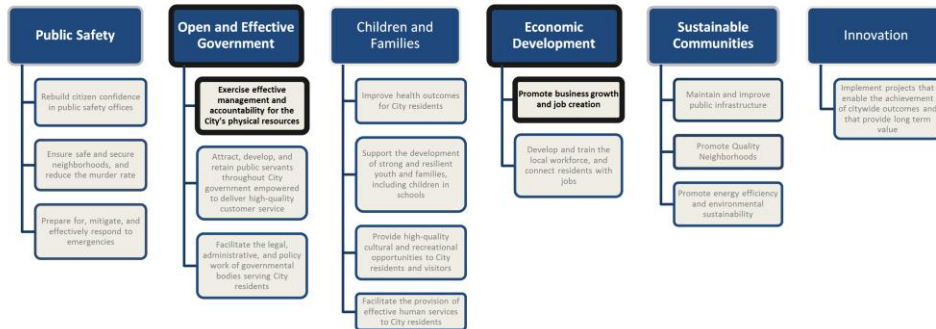 Public Safety
Rebuild citizen confidence
in public safety offices
Ensure safe and secure
neighborhoods, and
reduce the murder rate
Prepare for, mitigate, and
effectively respond to
emergencies
Open and Effective
Government
Exercise effective
management and
accountability for the
City's physical resources
Attract, develop, and
retain public servants
throughout City
government empowered
to deliver high-quality
customer service
Facilitate the legal,
administrative, and
policy work of governmental
bodies serving City
residents
Children and
Families
Improve health outcomes
for City residents
Support the development
of strong and resilient
youth and families,
including children in
schools
Provide high-quality
cultural and recreational
opportunities to City
residents and visitors
Facilitate the provision of
effective human services
to City residents
Economic
Development
Promote business growth
and job creation
Develop and train the
local workforce, and
connect residents with
jobs
Sustainable
Communities
Maintain and improve
public infrastructure
Promote Quality
Neighborhoods
Promote energy efficiency
and environmental
sustainability
Innovation
Implement projects that
enable the achievement
of citywide outcomes and
that provide long term
value